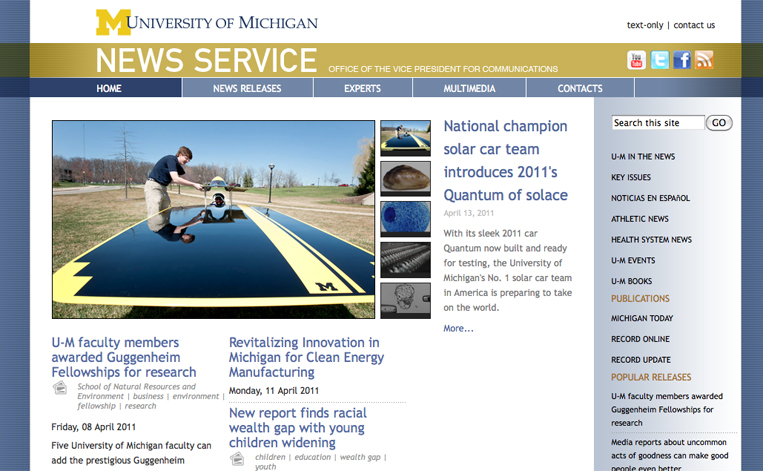 M UNIVERSITY OF MICHIGAN
text-only | contact us
NEWS SERVICE OFFICE OF THE VICE PRESIDENT FOR COMMUNICATIONS
You Tube t f
HOME NEWS RELEASES EXPERTS MULTIMEDIA CONTACTS
Search this site GO
M
National champion
solar car team
introduces 2011's
Quantum of solace
April 13, 2011
With its sleek 2011 car
Quantum now built and ready
for testing, the University of
Michigan's No. 1 solar car team
in America is preparing to take
on the world.
More...
U-M faculty members
awarded Guggenheim
Fellowships for research
School of Natural Resources and
Environment | business | environment |
fellowship | research
Friday, 08 April 2011
Five University of Michigan faculty can
add the prestigious Guggenheim
Revitalizing Innovation in
Michigan for Clean Energy
Manufacturing
Monday, 11 April 2011
New report finds racial
wealth gap with young
children widening
children | education | wealth gap |
youth
U-M IN THE NEWS
KEY ISSUES
NOTICIAS EN ESPAÑOL
ATHLETIC NEWS
HEALTH SYSTEM NEWS
U-M EVENTS
U-M BOOKS
PUBLICATIONS
MICHIGAN TODAY
RECORD ONLINE
RECORD UPDATE
POPULAR RELEASES
U-M faculty members awarded
Guggenheim Fellowships for
research
Media reports about uncommon
acts of goodness can make good
people even better